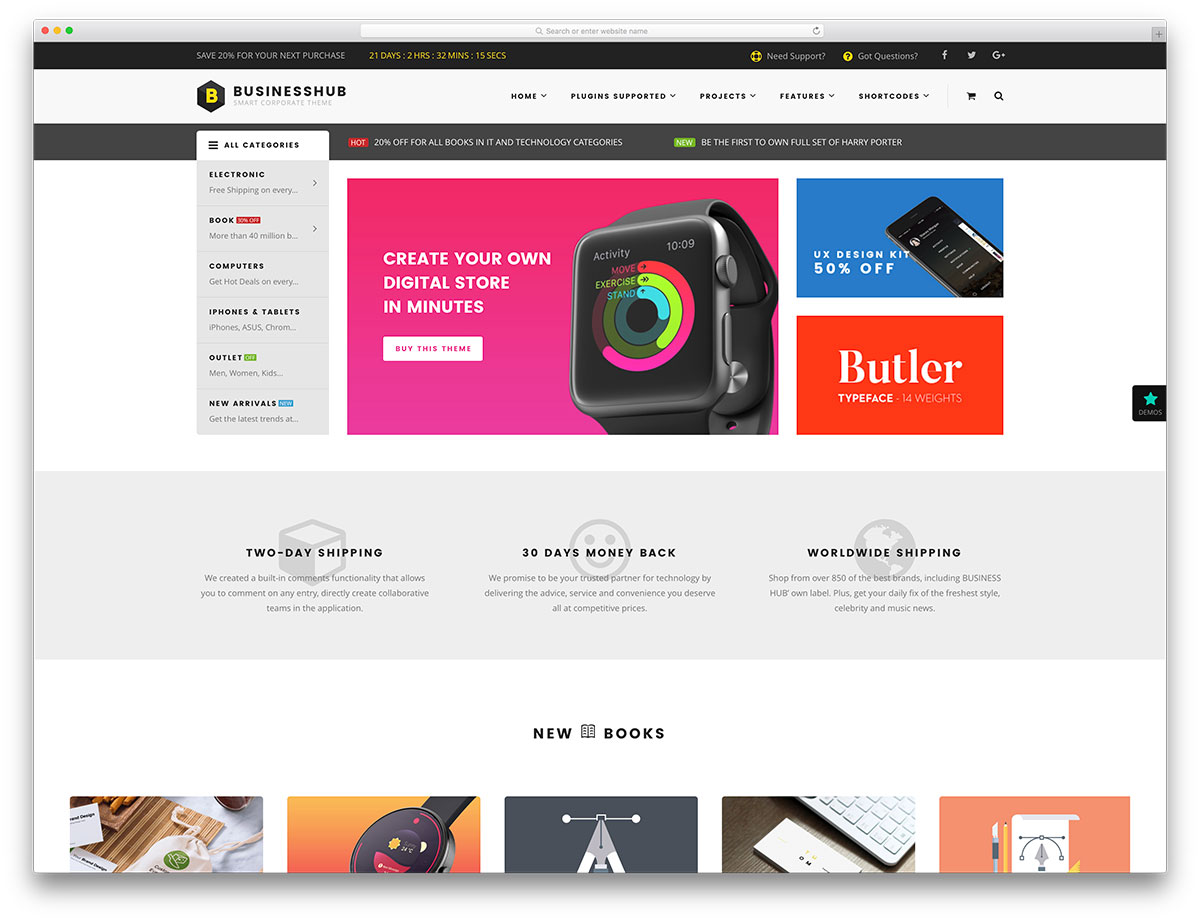 Search or enter website name
SAVE 20% FOR YOUR NEXT PURCHASE
21 DAYS : 2 HRS : 32 MINS : 15 SECS
Need Support?
Got Questions?
G+
B
BUSINESSHUB
SMART CORPORATE THEME
HOME
PLUGINS SUPPORTED
PROJECTS
FEATURES
SHORTCODES
ALL CATEGORIES
HOT 20% OFF FOR ALL BOOKS IN IT AND TECHNOLOGY CATEGORIES
NEW BE THE FIRST TO OWN FULL SET OF HARRY PORTER
ELECTRONIC
Free Shipping on every...
BOOK 30% OFF
More than 40 million b...
COMPUTERS
Get Hot Deals on every...
IPHONES & TABLETS
iPhones, ASUS, Chrom...
OUTLET OFF
Men, Women, Kids...
NEW ARRIVALS NEW
Get the latest trends at...
CREATE YOUR OWN
DIGITAL STORE
IN MINUTES
BUY THIS THEME
Activity
10:09
MOVE
EXERCISE
STAND
UX DESIGN KIT
50% OFF
Butler
TYPEFACE - 14 WEIGHTS
DEMOS
TWO-DAY SHIPPING
We created a built-in comments functionality that allows
you to comment on any entry, directly create collaborative
teams in the application.
30 DAYS MONEY BACK
We promise to be your trusted partner for technology by
delivering the advice, service and convenience you deserve
all at competitive prices.
WORLDWIDE SHIPPING
Shop from over 850 of the best brands, including BUSINESS
HUB' own label. Plus, get your daily fix of the freshest style,
celebrity and music news.
NEW BOOKS
Brand Design
Brand Design
24°C